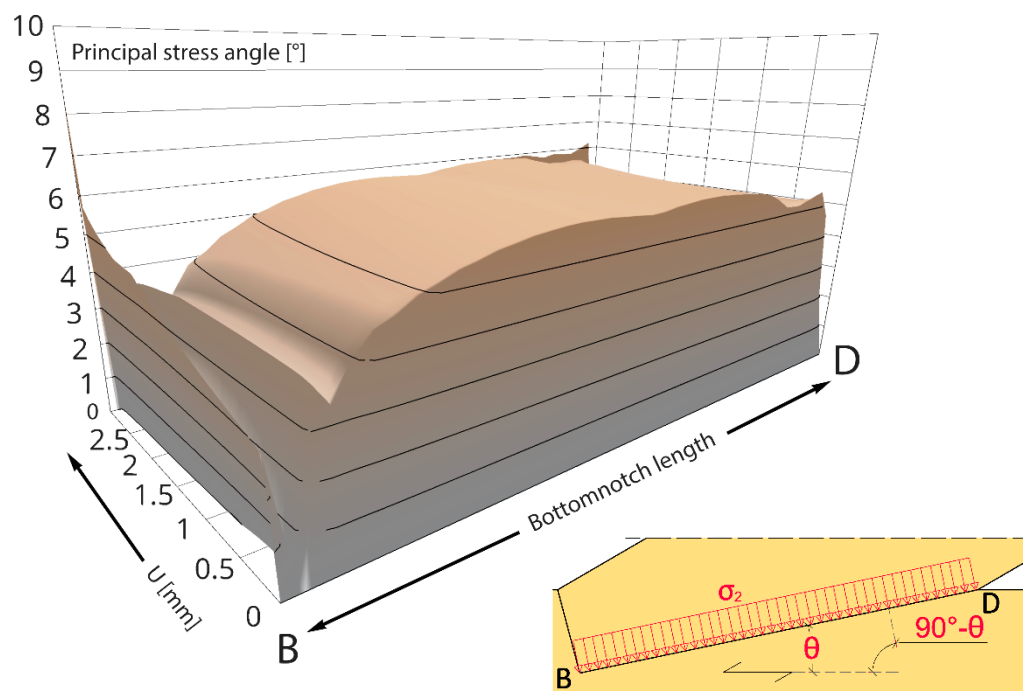 10
Principal stress angle [°]
9
8
7
6
5
4
3
2
1
0
2.5
2
1.5
1
0.5
0
U [mm]
B
Bottomnotch length
D
σ₂
D
θ
90°-θ
B